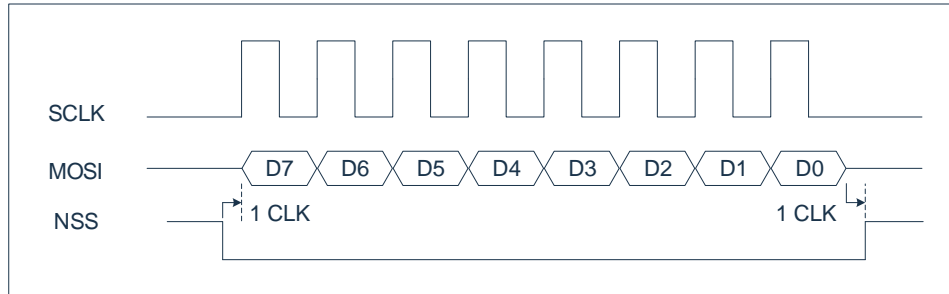 SCLK
MOSI D7 D6 D5 D4 D3 D2 D1 D0
1 CLK 1 CLK
NSS